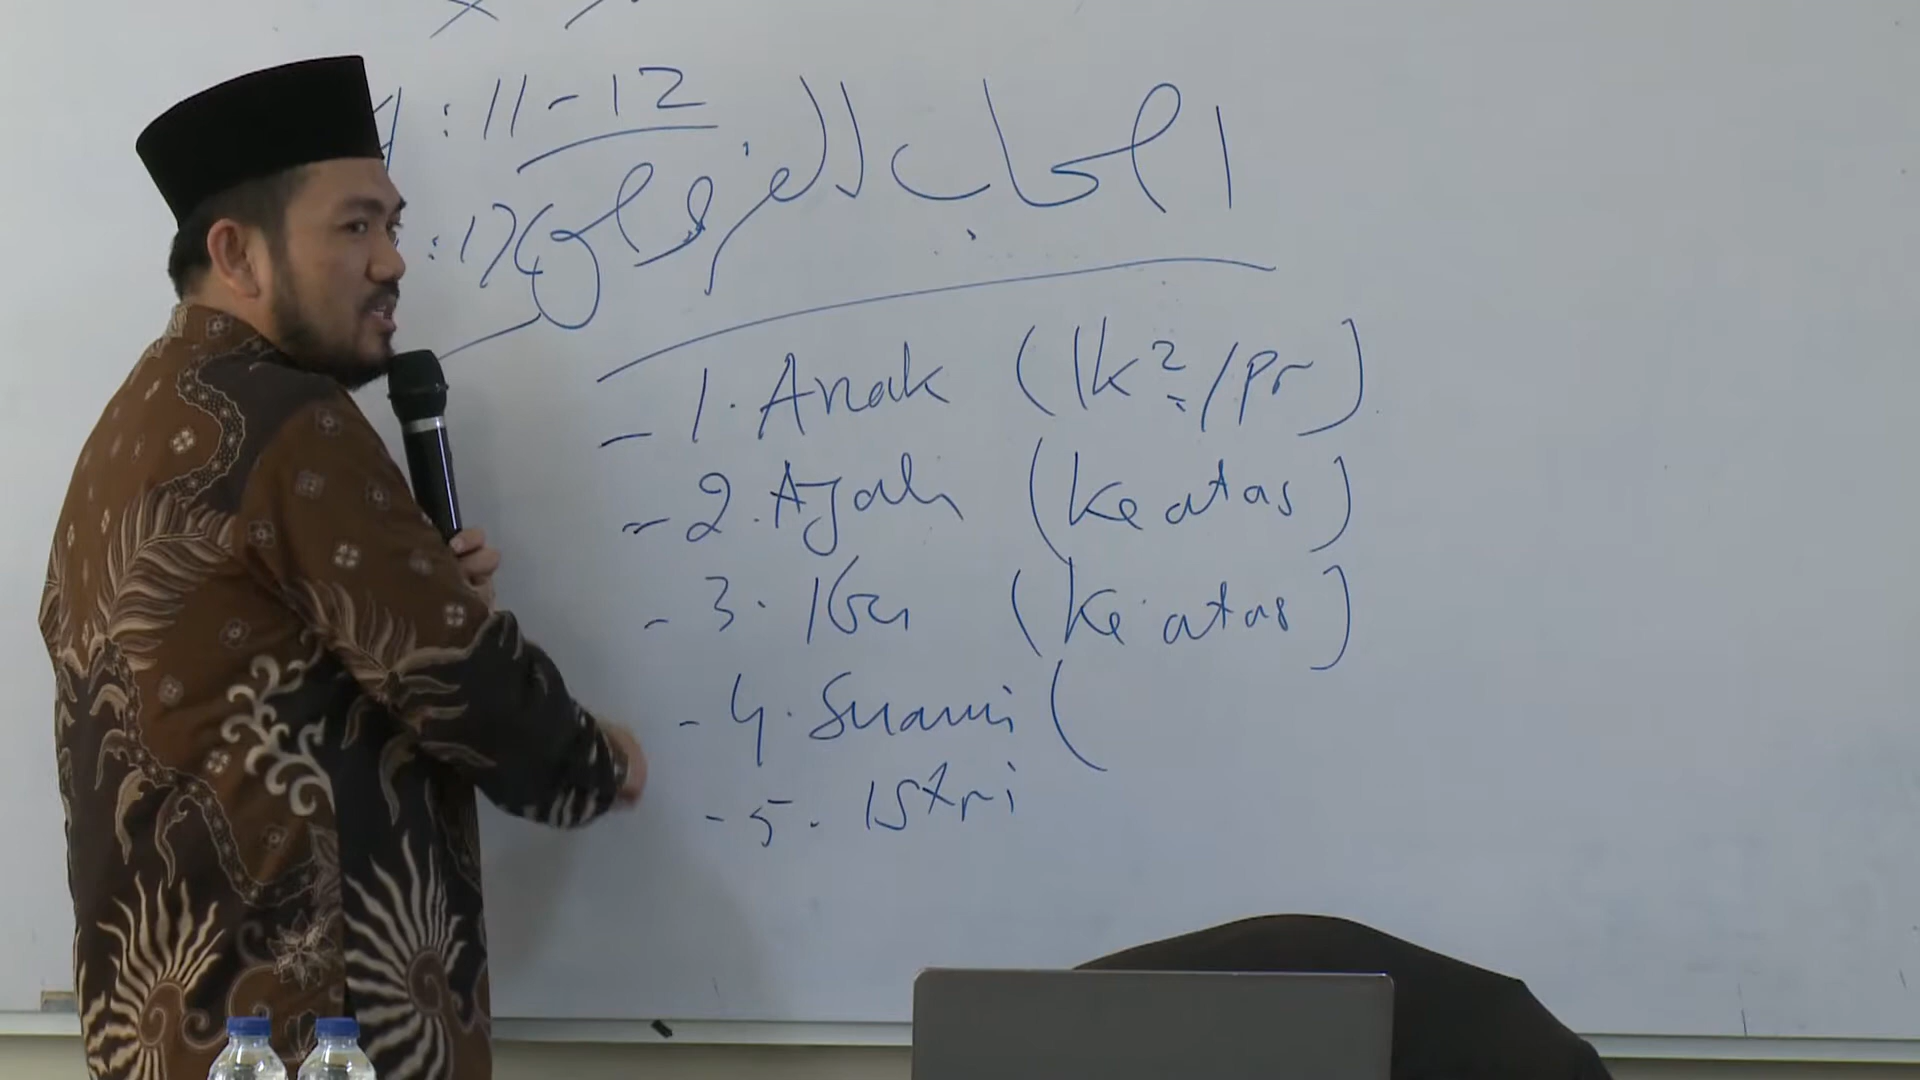 4 : 11-12
اصحاب الفروض
: 176
- 1. Anak (lk²/pr)
- 2. Ayah (ke atas)
- 3. Ibu (ke atas)
- 4. Suami (
- 5. Istri